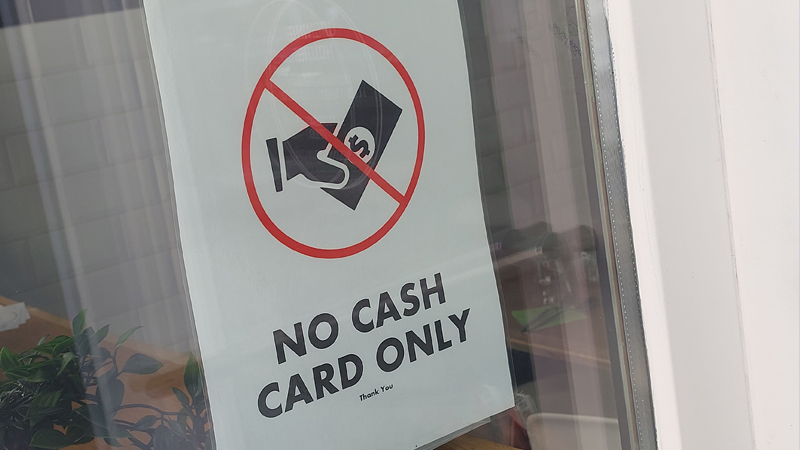 $
NO CASH
CARD ONLY
Thank You